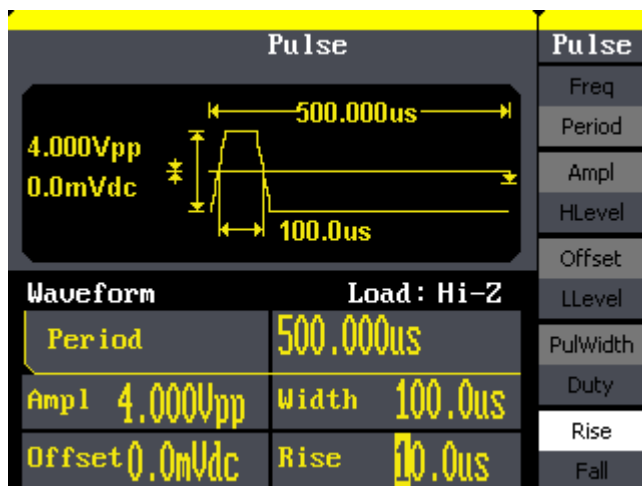 Pulse
500.000us
4.000Vpp
0.0mVdc
100.0us
Waveform Load: Hi-Z
Period 500.000us
Ampl 4.000Vpp Width 100.0us
Offset 0.0mVdc Rise 10.0us
Pulse
Freq
Period
Ampl
HLevel
Offset
LLevel
PulWidth
Duty
Rise
Fall